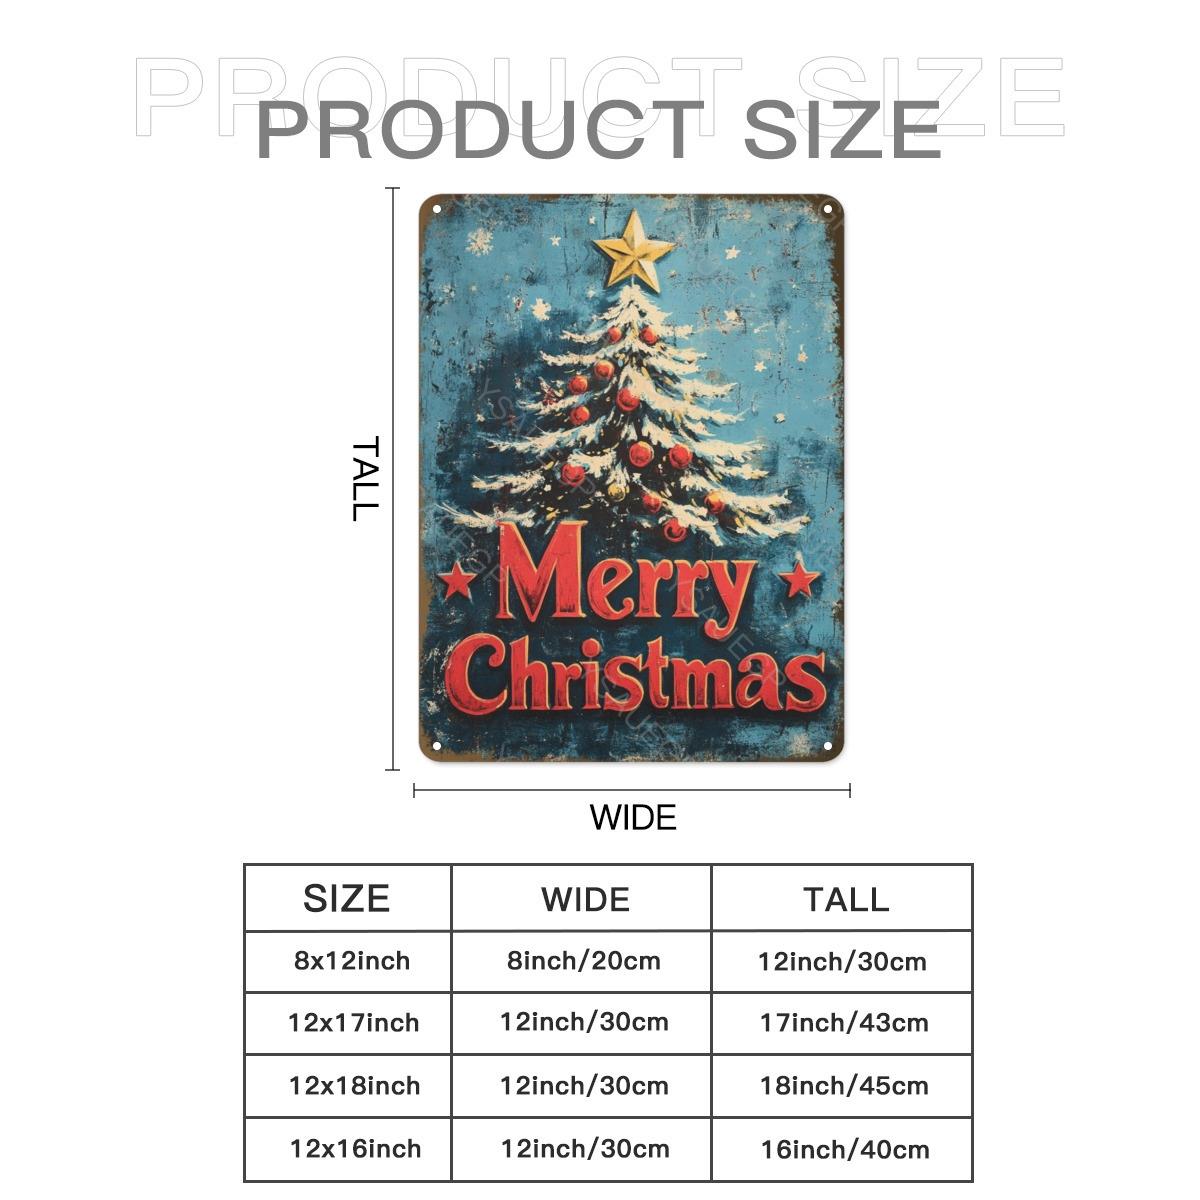 PRODUCT SIZE
PRODUCT SIZE
TALL
Merry
Christmas
WIDE
SIZE WIDE TALL
8x12inch 8inch/20cm 12inch/30cm
12x17inch 12inch/30cm 17inch/43cm
12x18inch 12inch/30cm 18inch/45cm
12x16inch 12inch/30cm 16inch/40cm